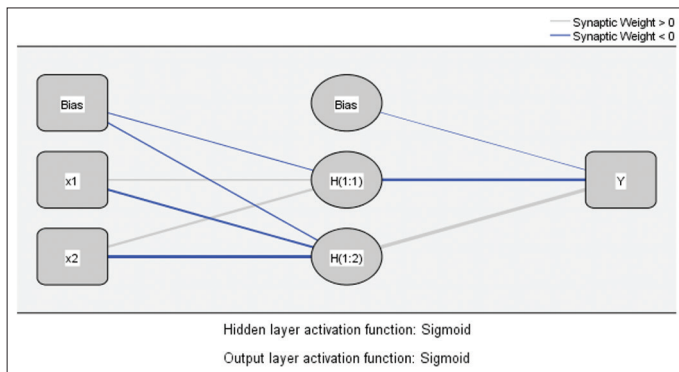 Synaptic Weight > 0
Synaptic Weight < 0
Bias
Bias
x1
H(1:1)
Y
x2
H(1:2)
Hidden layer activation function: Sigmoid
Output layer activation function: Sigmoid